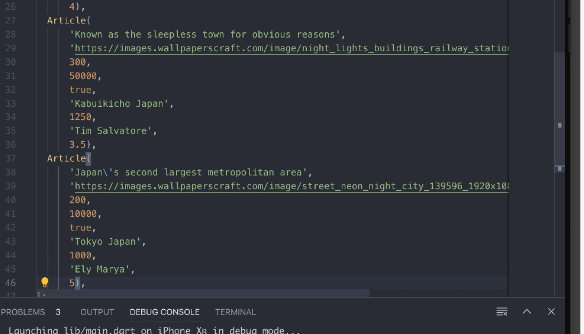 26 4),
27 Article(
28 'Known as the sleepless town for obvious reasons',
29 'https://images.wallpaperscraft.com/image/night_lights_buildings_railway_station
30 300,
31 50000,
32 true,
33 'Kabuikicho Japan',
34 1250,
35 'Tim Salvatore',
36 3.5),
37 Article(
38 'Japan\'s second largest metropolitan area',
39 'https://images.wallpaperscraft.com/image/street_neon_night_city_139596_1920x108
40 200,
41 10000,
42 true,
43 'Tokyo Japan',
44 1000,
45 'Ely Marya',
46 5),
47 ];
PROBLEMS 3 OUTPUT DEBUG CONSOLE TERMINAL
Launching lib/main.dart on iPhone Xʀ in debug mode...